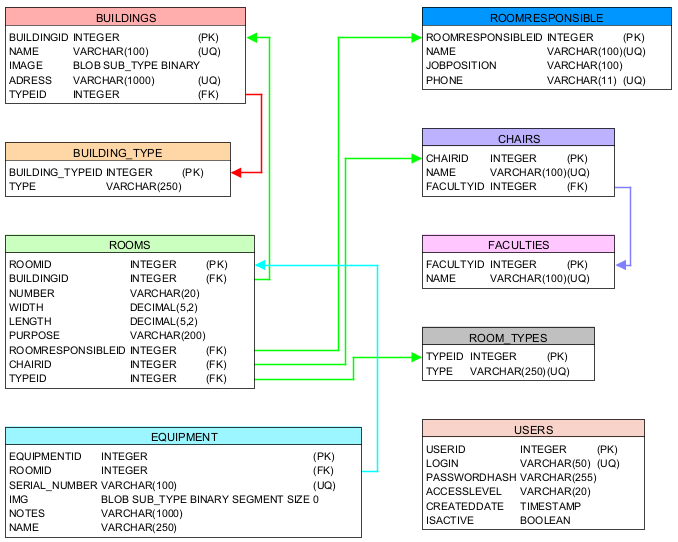 BUILDINGS
BUILDINGID INTEGER (PK)
NAME VARCHAR(100) (UQ)
IMAGE BLOB SUB_TYPE BINARY
ADRESS VARCHAR(1000) (UQ)
TYPEID INTEGER (FK)
BUILDING_TYPE
BUILDING_TYPEID INTEGER (PK)
TYPE VARCHAR(250)
ROOMS
ROOMID INTEGER (PK)
BUILDINGID INTEGER (FK)
NUMBER VARCHAR(20)
WIDTH DECIMAL(5,2)
LENGTH DECIMAL(5,2)
PURPOSE VARCHAR(200)
ROOMRESPONSIBLEID INTEGER (FK)
CHAIRID INTEGER (FK)
TYPEID INTEGER (FK)
EQUIPMENT
EQUIPMENTID INTEGER (PK)
ROOMID INTEGER (FK)
SERIAL_NUMBER VARCHAR(100) (UQ)
IMG BLOB SUB_TYPE BINARY SEGMENT SIZE 0
NOTES VARCHAR(1000)
NAME VARCHAR(250)
ROOMRESPONSIBLE
ROOMRESPONSIBLEID INTEGER (PK)
NAME VARCHAR(100)(UQ)
JOBPOSITION VARCHAR(100)
PHONE VARCHAR(11) (UQ)
CHAIRS
CHAIRID INTEGER (PK)
NAME VARCHAR(100)(UQ)
FACULTYID INTEGER (FK)
FACULTIES
FACULTYID INTEGER (PK)
NAME VARCHAR(100)(UQ)
ROOM_TYPES
TYPEID INTEGER (PK)
TYPE VARCHAR(250)(UQ)
USERS
USERID INTEGER (PK)
LOGIN VARCHAR(50) (UQ)
PASSWORDHASH VARCHAR(255)
ACCESSLEVEL VARCHAR(20)
CREATEDDATE TIMESTAMP
ISACTIVE BOOLEAN